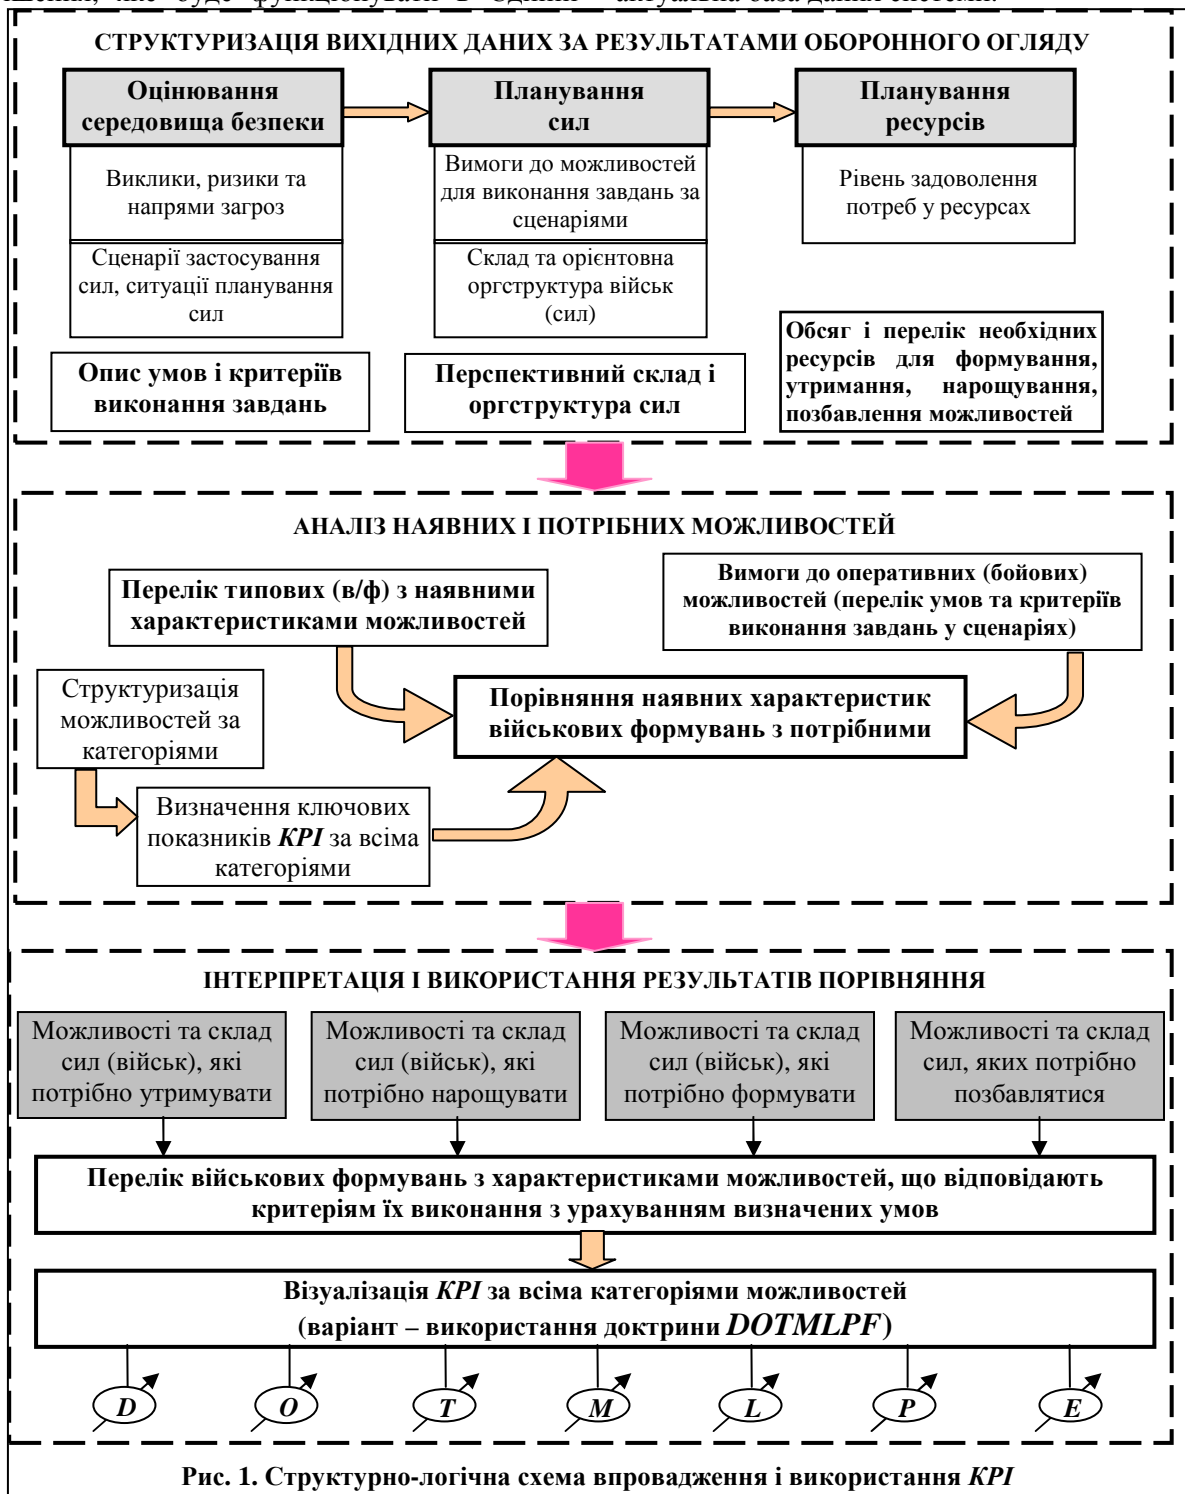 СТРУКТУРИЗАЦІЯ ВИХІДНИХ ДАНИХ ЗА РЕЗУЛЬТАТАМИ ОБОРОННОГО ОГЛЯДУ
Оцінювання
середовища безпеки
Виклики, ризики та
напрями загроз
Сценарії застосування
сил, ситуації планування
сил
Опис умов і критеріїв
виконання завдань
Планування
сил
Вимоги до можливостей
для виконання завдань за
сценаріями
Склад та орієнтовна
оргструктура військ
(сил)
Перспективний склад і
оргструктура сил
Планування
ресурсів
Рівень задоволення
потреб у ресурсах
Обсяг і перелік необхідних
ресурсів для формування,
утримання, нарощування,
позбавлення можливостей
АНАЛІЗ НАЯВНИХ І ПОТРІБНИХ МОЖЛИВОСТЕЙ
Перелік типових (в/ф) з наявними
характеристиками можливостей
Вимоги до оперативних (бойових)
можливостей (перелік умов та критеріїв
виконання завдань у сценаріях)
Структуризація
можливостей за
категоріями
Порівняння наявних характеристик
військових формувань з потрібними
Визначення ключових
показників KPI за всіма
категоріями
ІНТЕРПРЕТАЦІЯ І ВИКОРИСТАННЯ РЕЗУЛЬТАТІВ ПОРІВНЯННЯ
Можливості та склад
сил (військ), які
потрібно утримувати
Можливості та склад
сил (військ), які
потрібно нарощувати
Можливості та склад
сил (військ), які
потрібно формувати
Можливості та склад
сил, яких потрібно
позбавлятися
Перелік військових формувань з характеристиками можливостей, що відповідають
критеріям їх виконання з урахуванням визначених умов
Візуалізація KPI за всіма категоріями можливостей
(варіант – використання доктрини DOTMLPF)
D O T M L P E
Рис. 1. Структурно-логічна схема впровадження і використання KPI